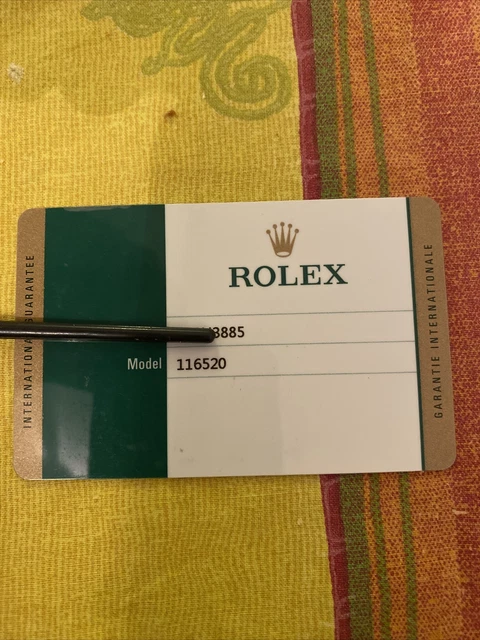 ROLEX
3885
Model 116520
INTERNATIONAL GUARANTEE
GARANTIE INTERNATIONALE